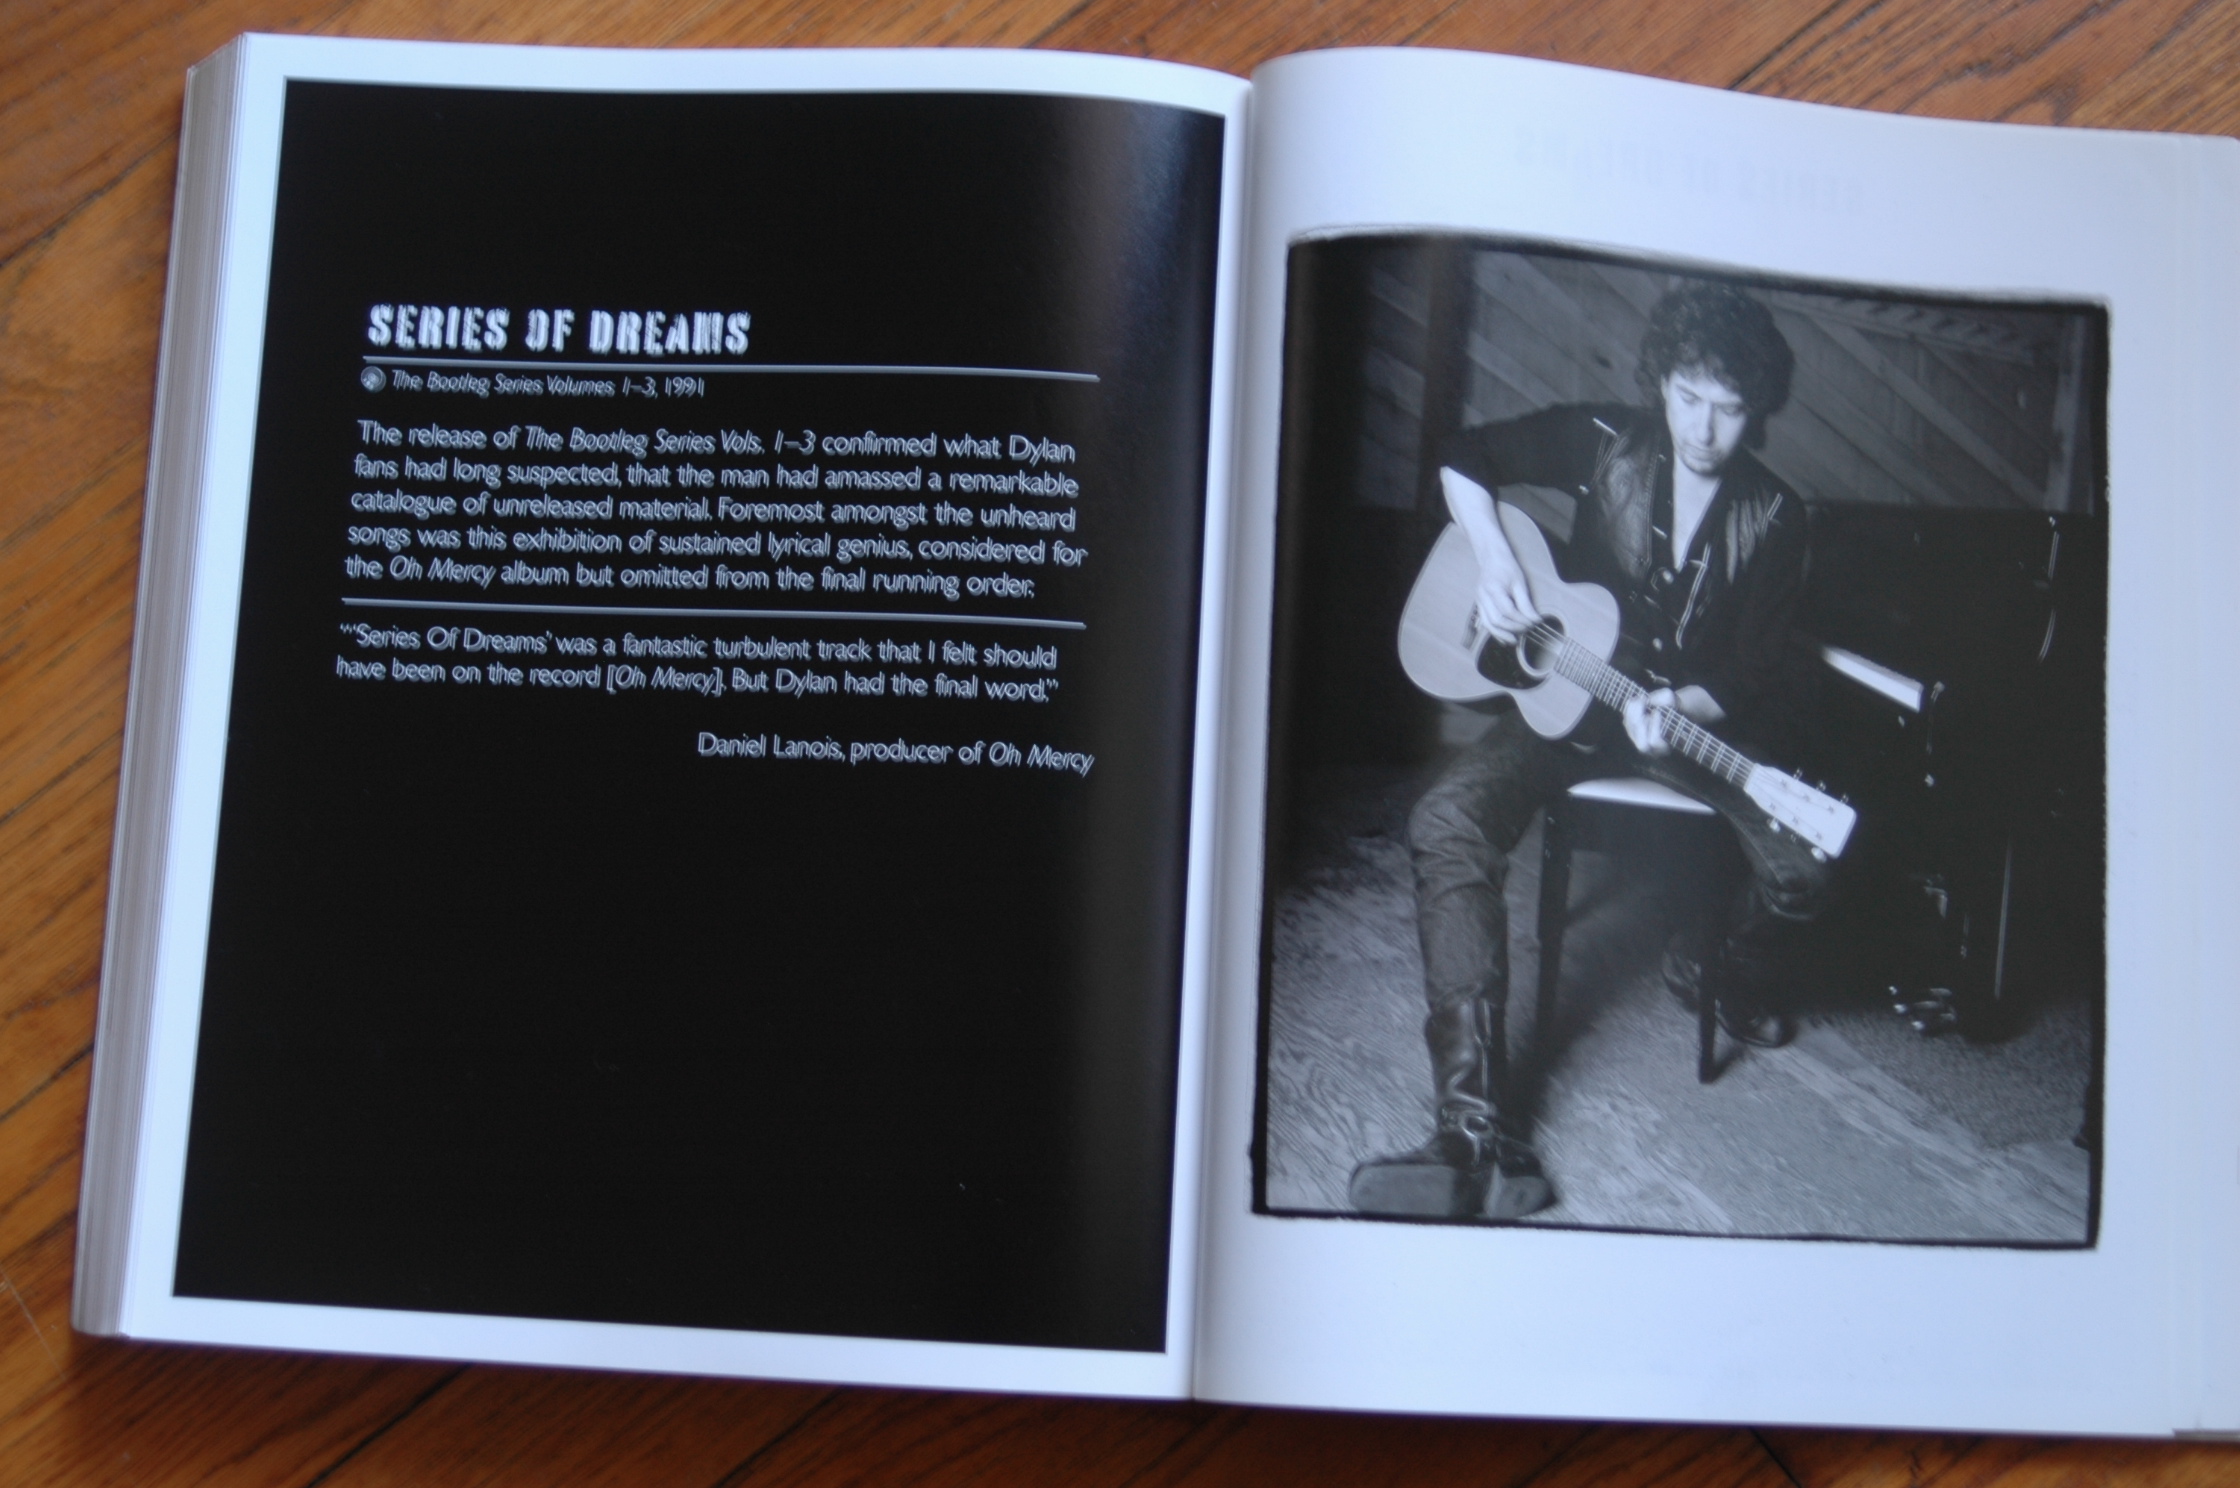 SERIES OF DREAMS
The Bootleg Series Volumes 1–3, 1991
The release of The Bootleg Series Vols. 1–3 confirmed what Dylan
fans had long suspected, that the man had amassed a remarkable
catalogue of unreleased material. Foremost amongst the unheard
songs was this exhibition of sustained lyrical genius, considered for
the Oh Mercy album but omitted from the final running order.
“‘Series Of Dreams’ was a fantastic turbulent track that I felt should
have been on the record [Oh Mercy]. But Dylan had the final word.”
Daniel Lanois, producer of Oh Mercy